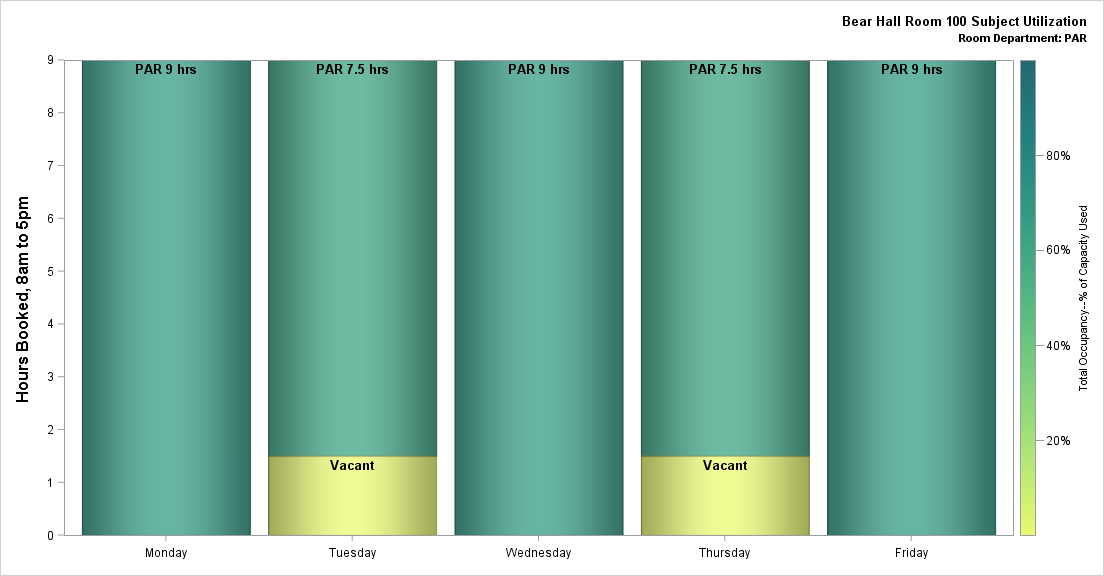 Bear Hall Room 100 Subject Utilization
Room Department: PAR
Hours Booked, 8am to 5pm
9
8
7
6
5
4
3
2
1
0
PAR 9 hrs
PAR 7.5 hrs
PAR 9 hrs
PAR 7.5 hrs
PAR 9 hrs
Vacant
Vacant
Monday
Tuesday
Wednesday
Thursday
Friday
80%
60%
40%
20%
Total Occupancy--% of Capacity Used